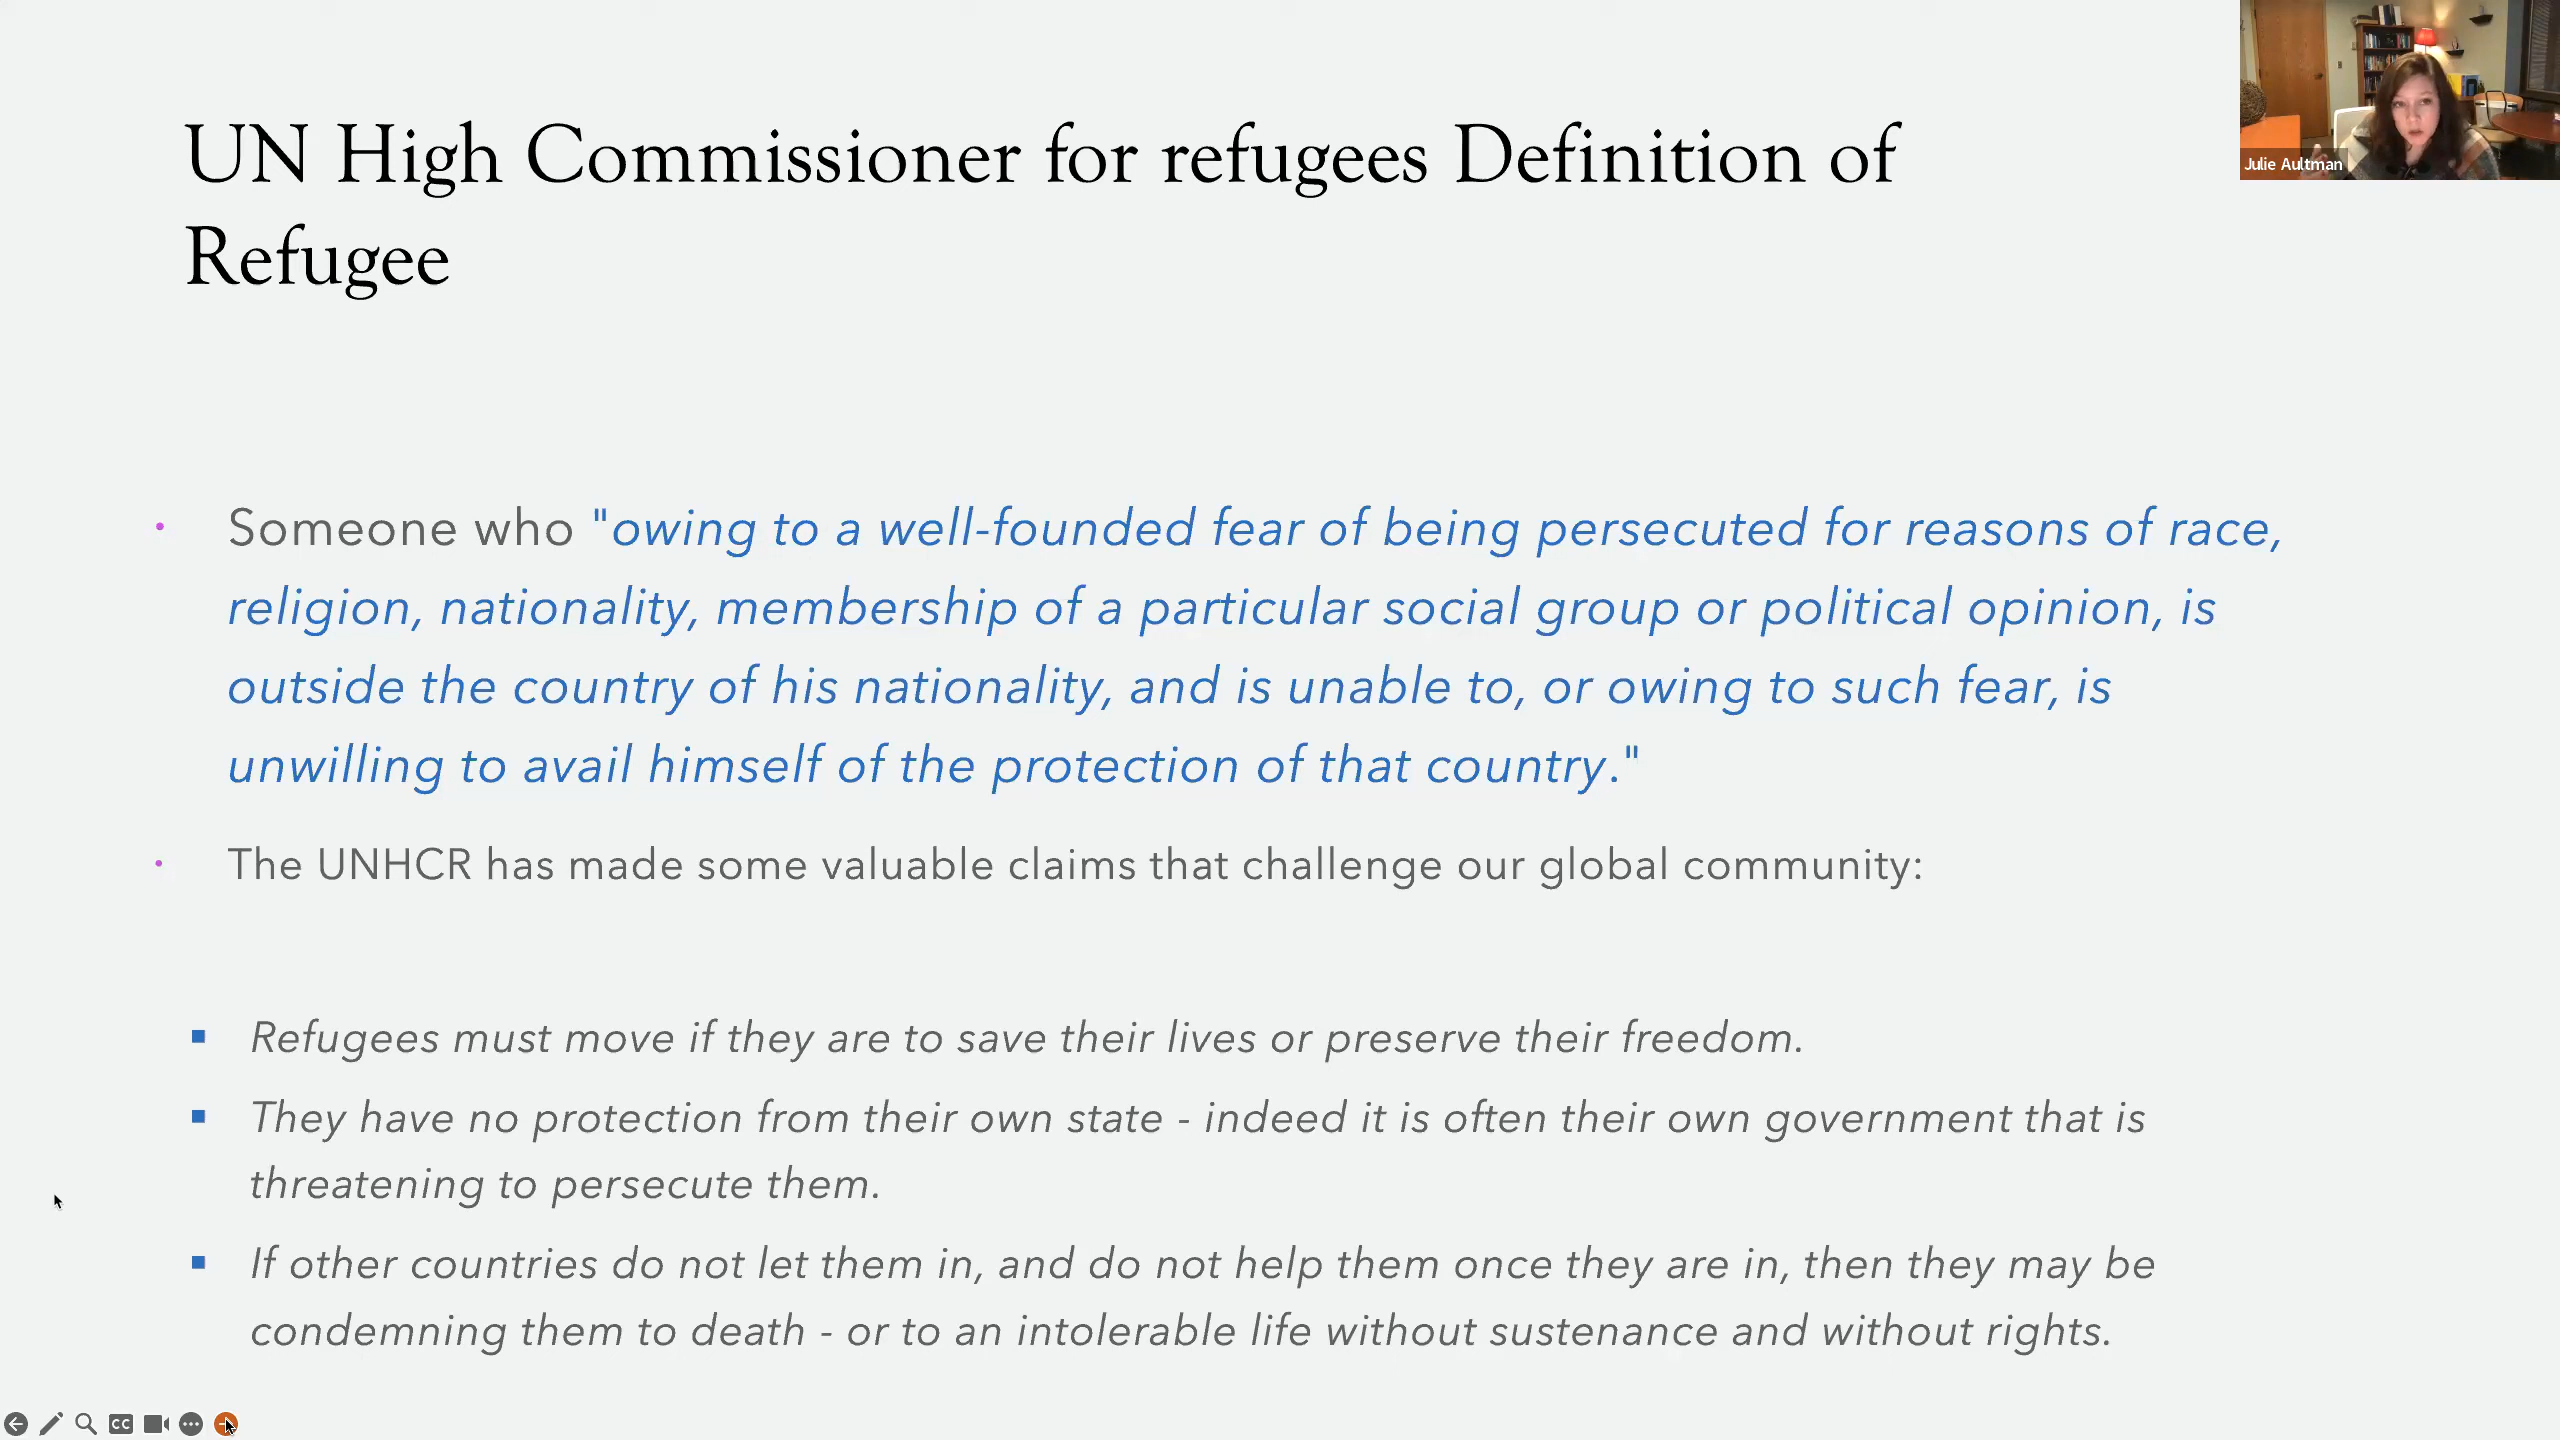 UN High Commissioner for refugees Definition of
Refugee
Julie Aultman
• Someone who "owing to a well-founded fear of being persecuted for reasons of race,
religion, nationality, membership of a particular social group or political opinion, is
outside the country of his nationality, and is unable to, or owing to such fear, is
unwilling to avail himself of the protection of that country."
• The UNHCR has made some valuable claims that challenge our global community:
▪ Refugees must move if they are to save their lives or preserve their freedom.
▪ They have no protection from their own state - indeed it is often their own government that is
threatening to persecute them.
▪ If other countries do not let them in, and do not help them once they are in, then they may be
condemning them to death - or to an intolerable life without sustenance and without rights.
CC